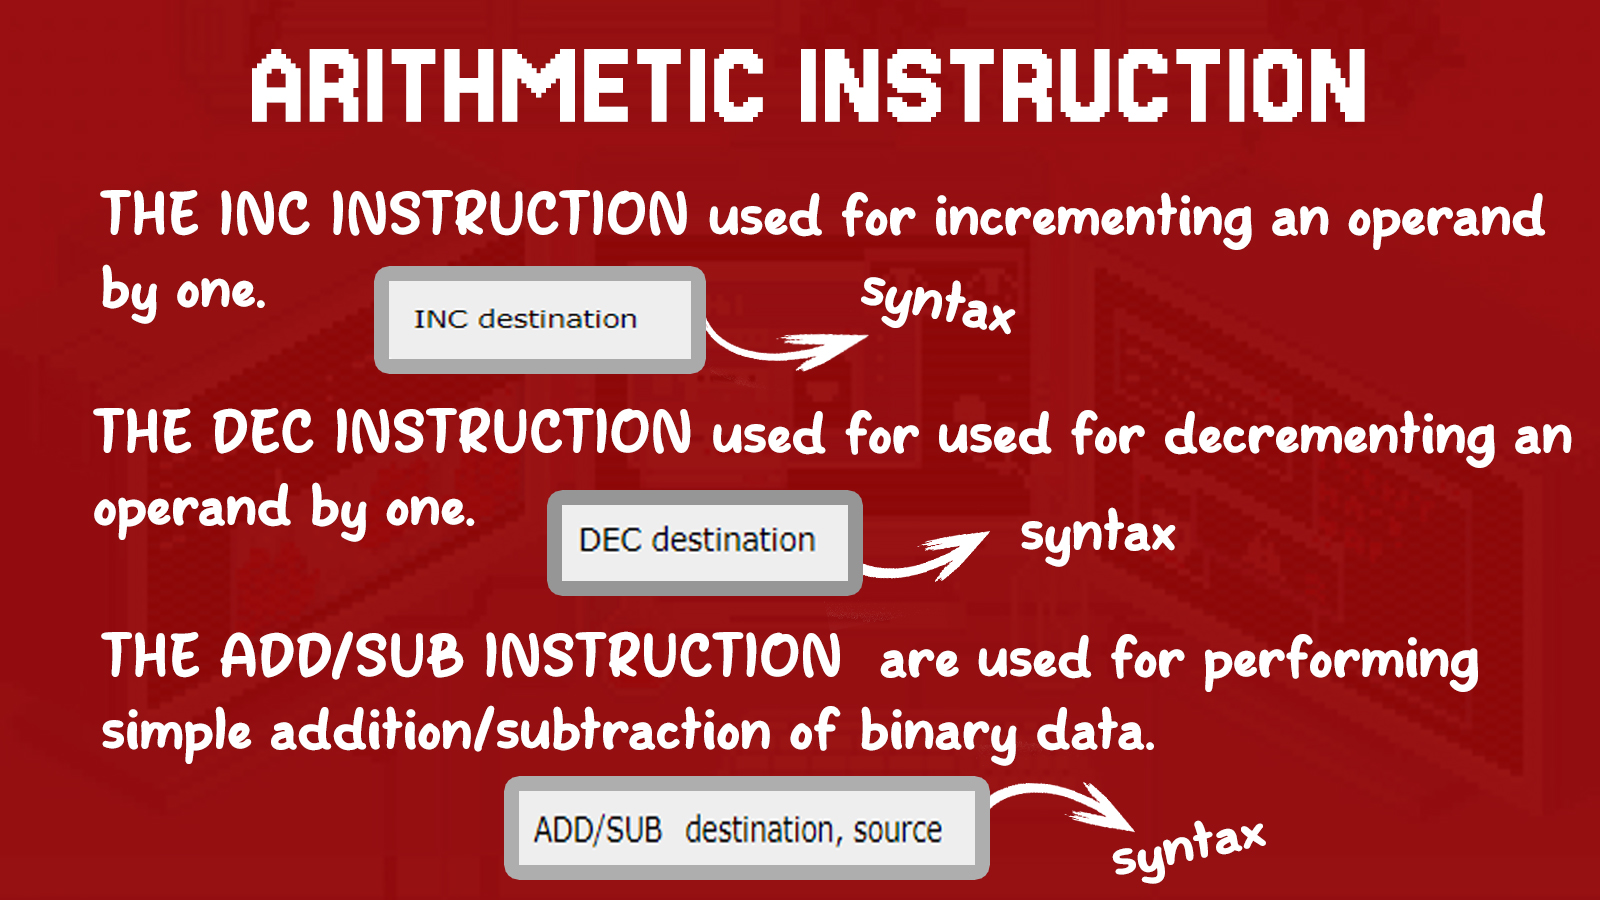 ARITHMETIC INSTRUCTION
THE INC INSTRUCTION used for incrementing an operand
by one.
INC destination
syntax
THE DEC INSTRUCTION used for used for decrementing an
operand by one.
DEC destination
syntax
THE ADD/SUB INSTRUCTION are used for performing
simple addition/subtraction of binary data.
ADD/SUB destination, source
syntax